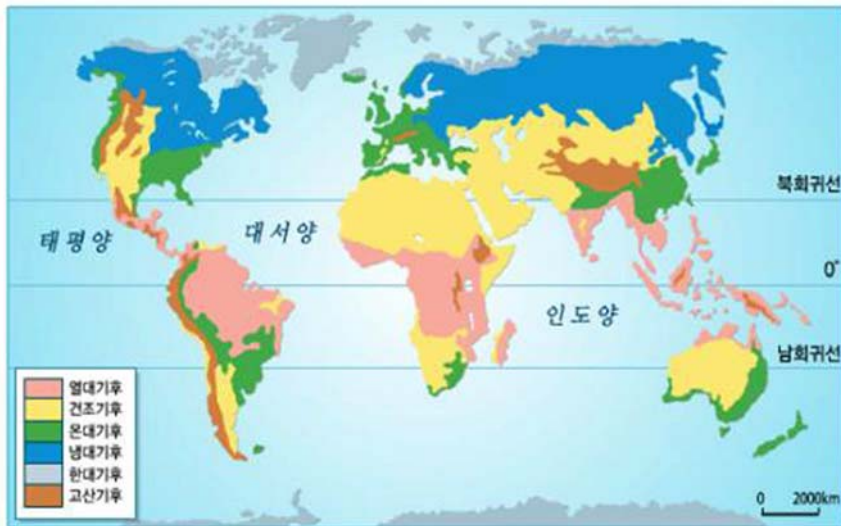 북회귀선
태평양
대서양
0°
인도양
남회귀선
열대기후
건조기후
온대기후
냉대기후
한대기후
고산기후
0 2000km